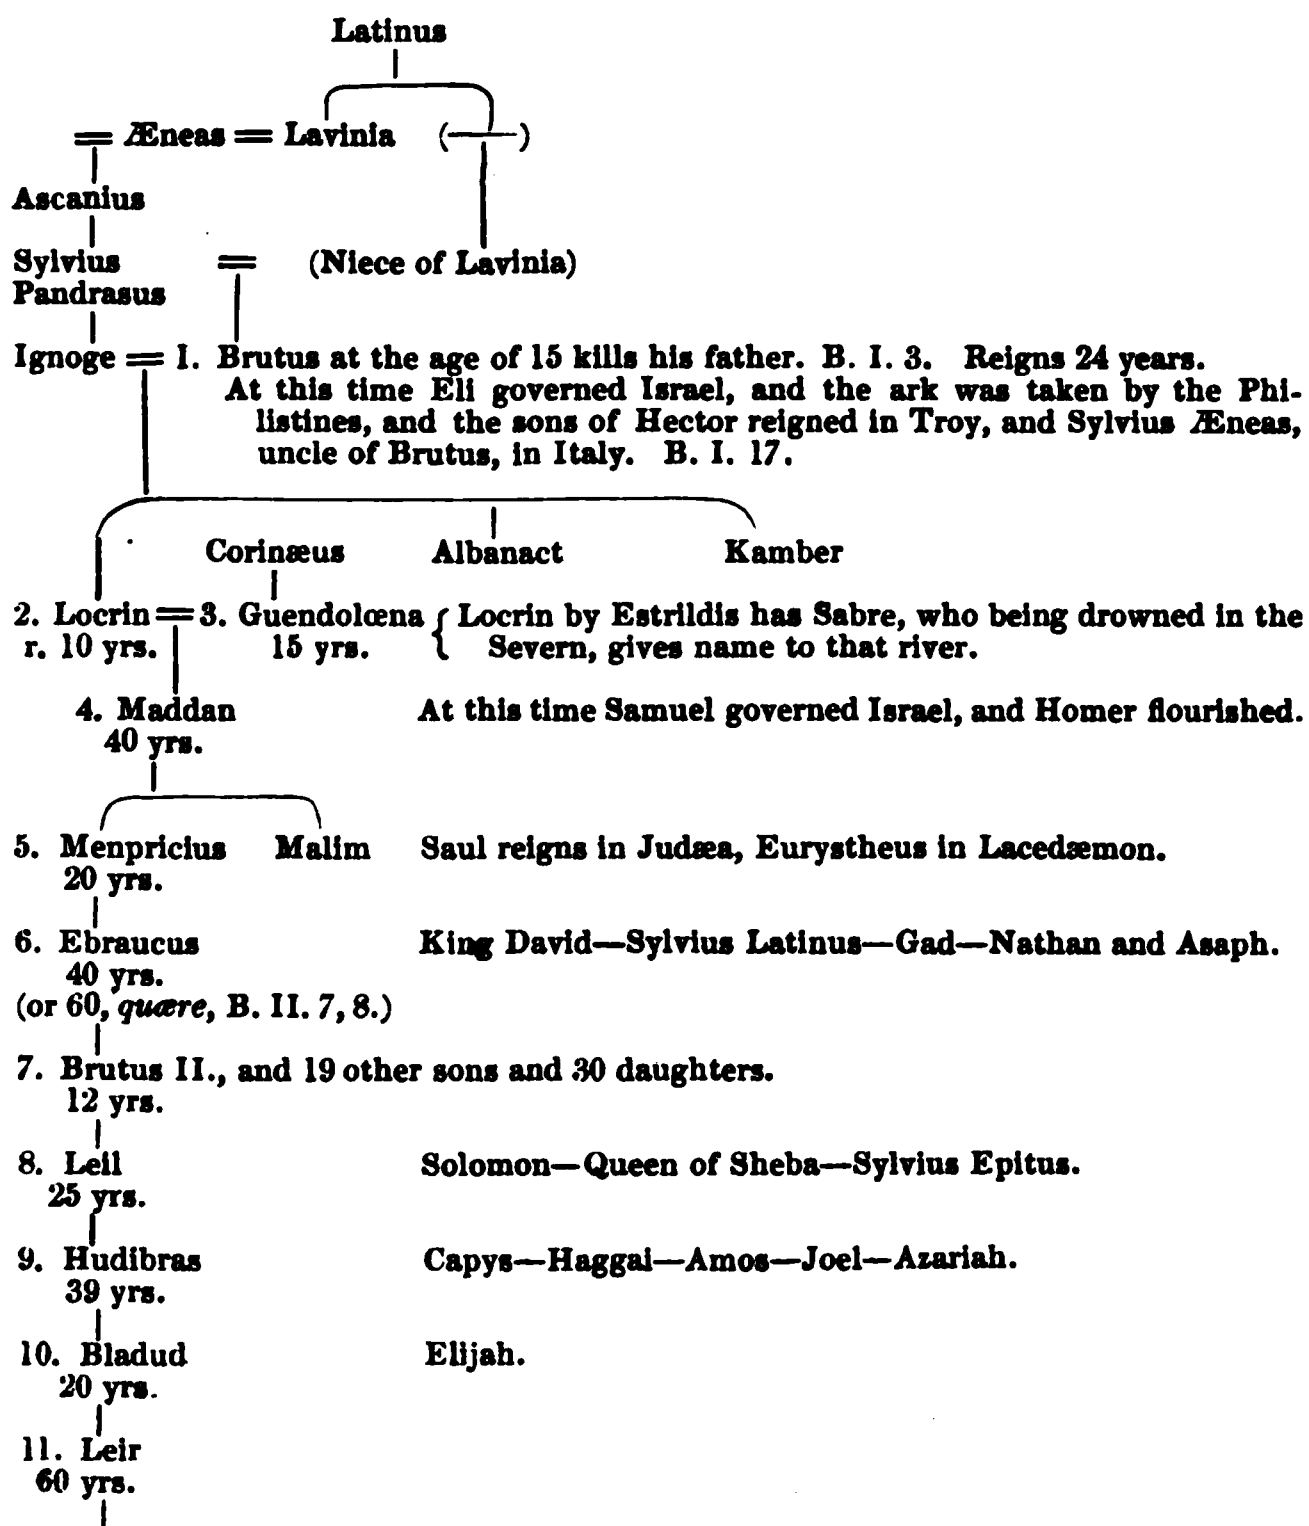 Latinus
= Æneas = Lavinia (——)
Ascanius
Sylvius = (Niece of Lavinia)
Pandrasus
Ignoge = 1. Brutus at the age of 15 kills his father. B. I. 3. Reigns 24 years.
At this time Eli governed Israel, and the ark was taken by the Phi-
listines, and the sons of Hector reigned in Troy, and Sylvius Æneas,
uncle of Brutus, in Italy. B. I. 17.
Corinæus Albanact Kamber
2. Locrin = 3. Guendolœna { Locrin by Estrildis has Sabre, who being drowned in the
r. 10 yrs. 15 yrs. Severn, gives name to that river.
4. Maddan At this time Samuel governed Israel, and Homer flourished.
40 yrs.
5. Menpricius Malim Saul reigns in Judæa, Eurystheus in Lacedæmon.
20 yrs.
6. Ebraucus King David—Sylvius Latinus—Gad—Nathan and Asaph.
40 yrs.
(or 60, quære, B. II. 7, 8.)
7. Brutus II., and 19 other sons and 30 daughters.
12 yrs.
8. Leil Solomon—Queen of Sheba—Sylvius Epitus.
25 yrs.
9. Hudibras Capys—Haggai—Amos—Joel—Azariah.
39 yrs.
10. Bladud Elijah.
20 yrs.
11. Leir
60 yrs.